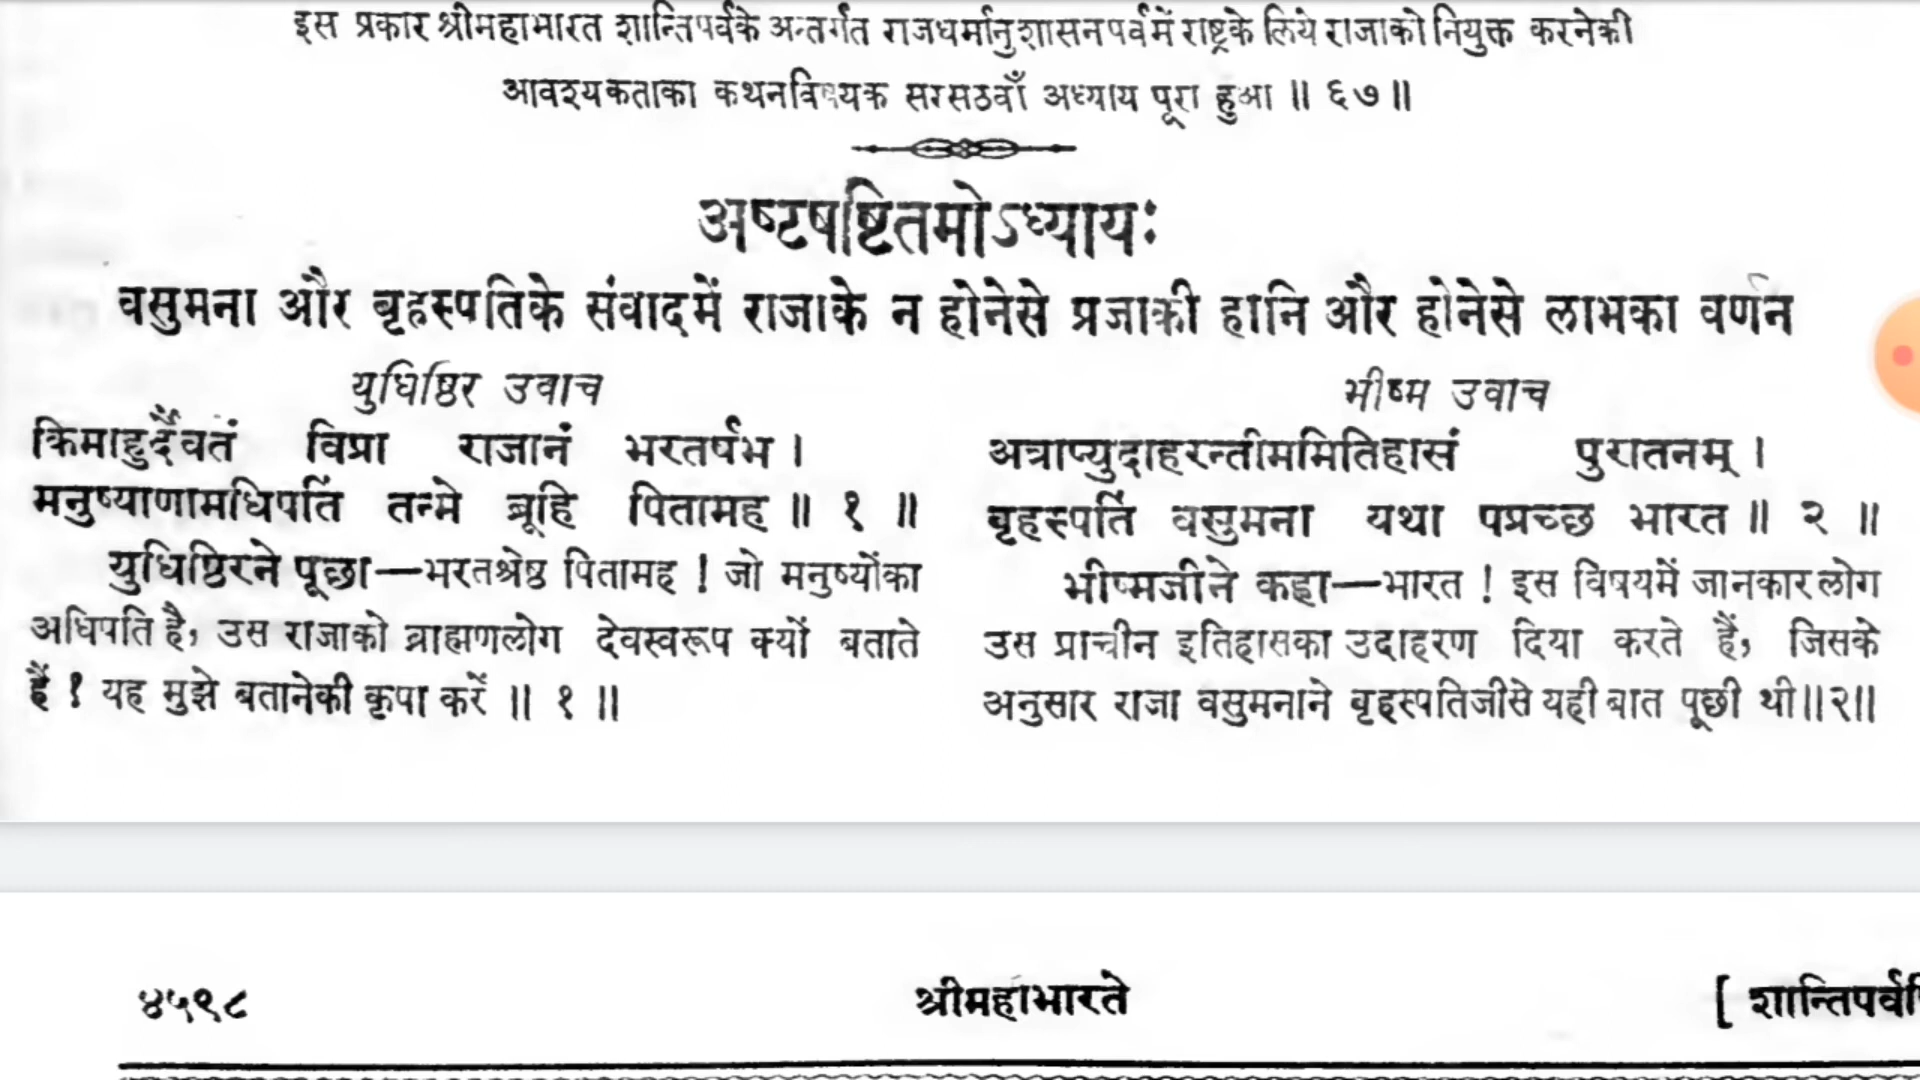 इस प्रकार श्रीमहाभारत शान्तिपर्वके अन्तर्गत राजधर्मानुशासनपर्वमें राष्ट्रके लिये राजाको नियुक्त करनेकी
आवश्यकताका कथनविषयक सरसठवाँ अध्याय पूरा हुआ ॥ ६७ ॥
अष्टषष्टितमोऽध्यायः
वसुमना और बृहस्पतिके संवादमें राजाके न होनेसे प्रजाकी हानि और होनेसे लाभका वर्णन
युधिष्ठिर उवाच
किमाहुर्दैवतं विप्रा राजानं भरतर्षभ ।
मनुष्याणामधिपतिं तन्मे ब्रूहि पितामह ॥ १ ॥
युधिष्ठिरने पूछा—भरतश्रेष्ठ पितामह ! जो मनुष्योंका
अधिपति है, उस राजाको ब्राह्मणलोग देवस्वरूप क्यों बताते
हैं ? यह मुझे बतानेकी कृपा करें ॥ १ ॥
भीष्म उवाच
अत्राप्युदाहरन्तीममितिहासं पुरातनम् ।
बृहस्पतिं वसुमना यथा पप्रच्छ भारत ॥ २ ॥
भीष्मजीने कहा—भारत ! इस विषयमें जानकारलोग
उस प्राचीन इतिहासका उदाहरण दिया करते हैं, जिसके
अनुसार राजा वसुमनाने बृहस्पतिजीसे यही बात पूछी थी॥२॥
४५९८ श्रीमहाभारते [ शान्तिपर्वणि